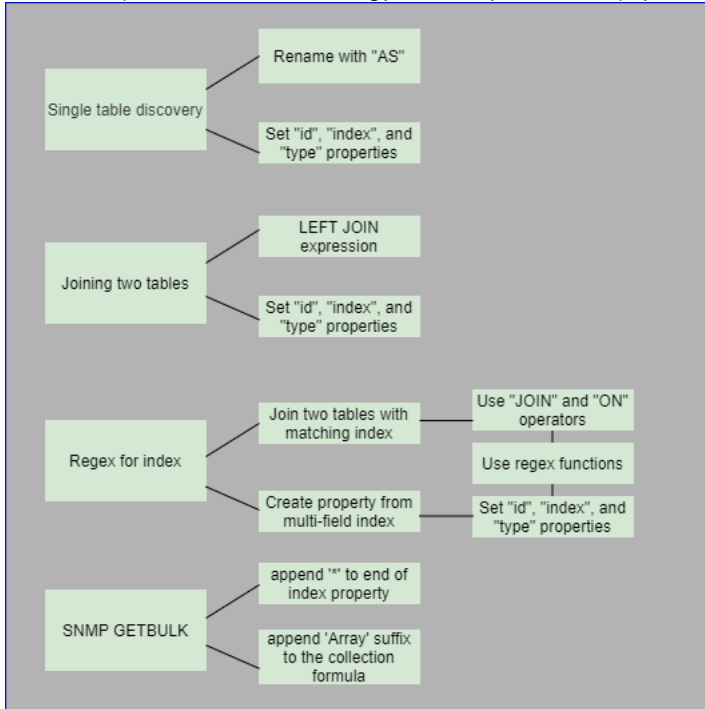 Rename with "AS"
Single table discovery
Set "id", "index", and
"type" properties
LEFT JOIN
expression
Joining two tables
Set "id", "index", and
"type" properties
Join two tables with
matching index
Use "JOIN" and "ON"
operators
Regex for index
Use regex functions
Create property from
multi-field index
Set "id", "index", and
"type" properties
append '*' to end of
index property
SNMP GETBULK
append 'Array' suffix
to the collection
formula